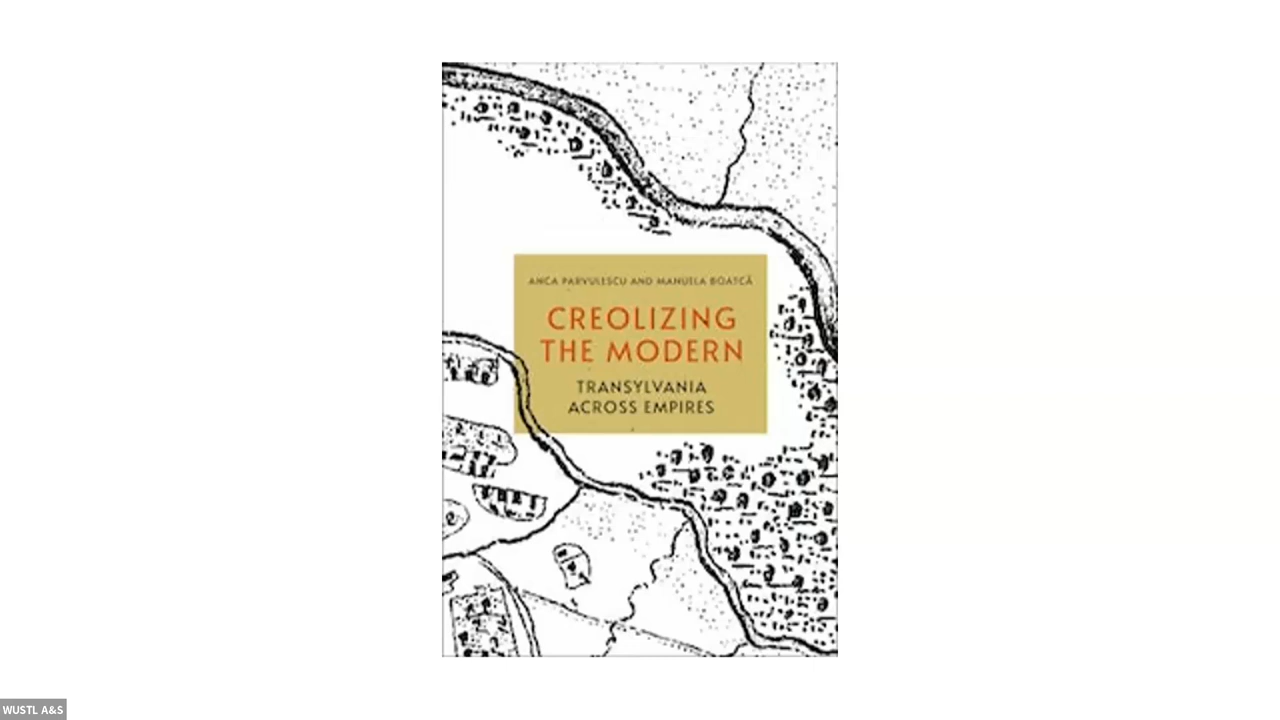 ANCA PARVULESCU AND MANUELA BOATCĂ
CREOLIZING
THE MODERN
TRANSYLVANIA
ACROSS EMPIRES
WUSTL A&S